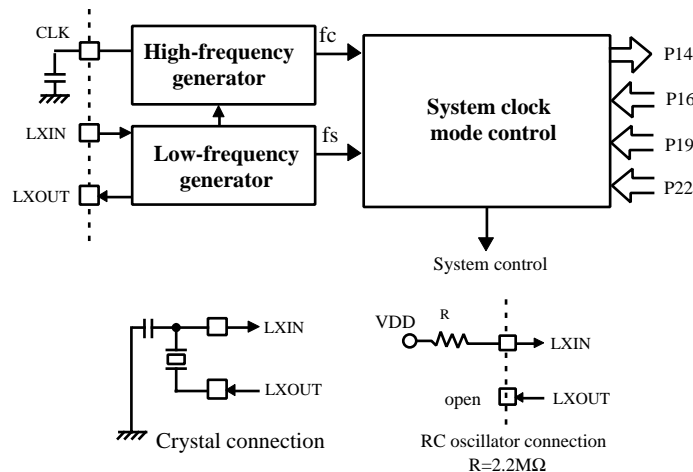 CLK
High-frequency
generator
fc
LXIN
Low-frequency
generator
fs
LXOUT
System clock
mode control
P14
P16
P19
P22
System control
LXIN
LXOUT
Crystal connection
VDD
R
LXIN
open
LXOUT
RC oscillator connection
R=2.2MΩ